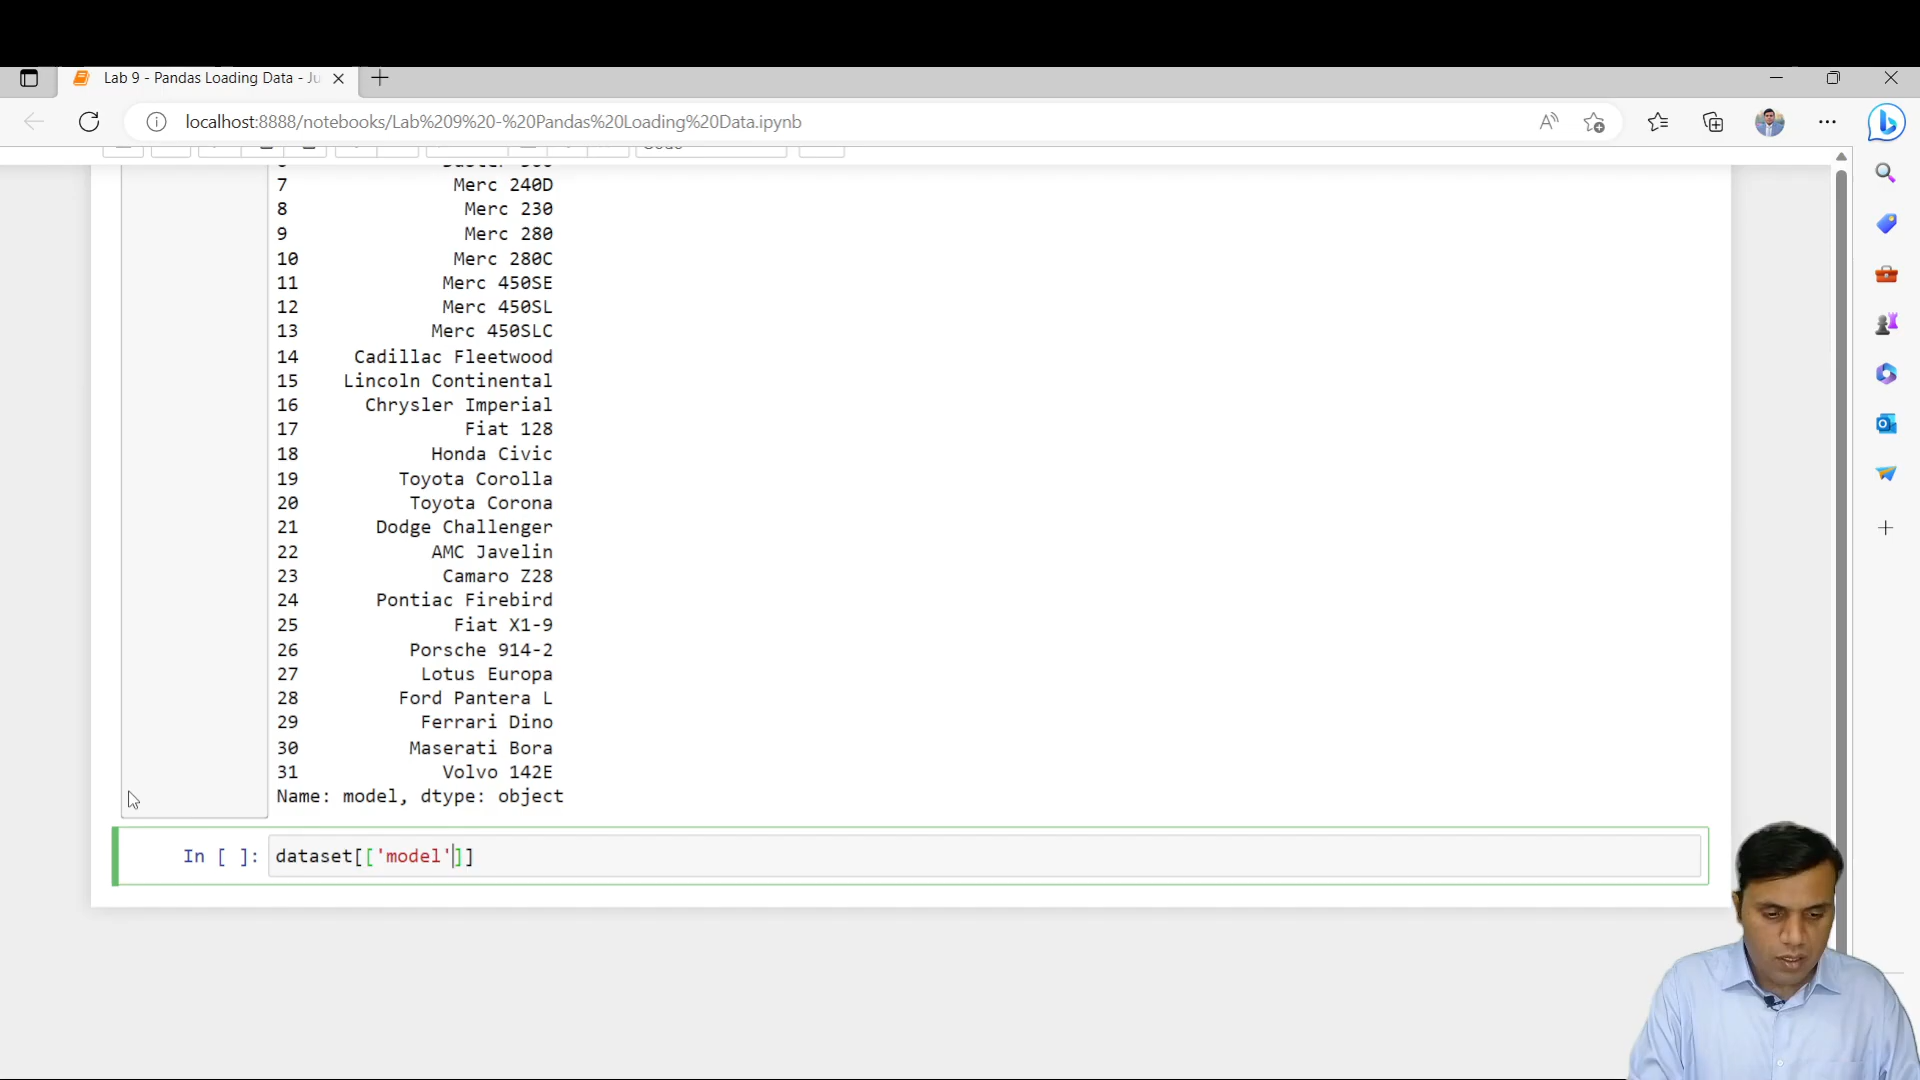 Lab 9 - Pandas Loading Data - Ju
localhost:8888/notebooks/Lab%209%20-%20Pandas%20Loading%20Data.ipynb
7 Merc 240D
8 Merc 230
9 Merc 280
10 Merc 280C
11 Merc 450SE
12 Merc 450SL
13 Merc 450SLC
14 Cadillac Fleetwood
15 Lincoln Continental
16 Chrysler Imperial
17 Fiat 128
18 Honda Civic
19 Toyota Corolla
20 Toyota Corona
21 Dodge Challenger
22 AMC Javelin
23 Camaro Z28
24 Pontiac Firebird
25 Fiat X1-9
26 Porsche 914-2
27 Lotus Europa
28 Ford Pantera L
29 Ferrari Dino
30 Maserati Bora
31 Volvo 142E
Name: model, dtype: object
In [ ]: dataset[['model']]